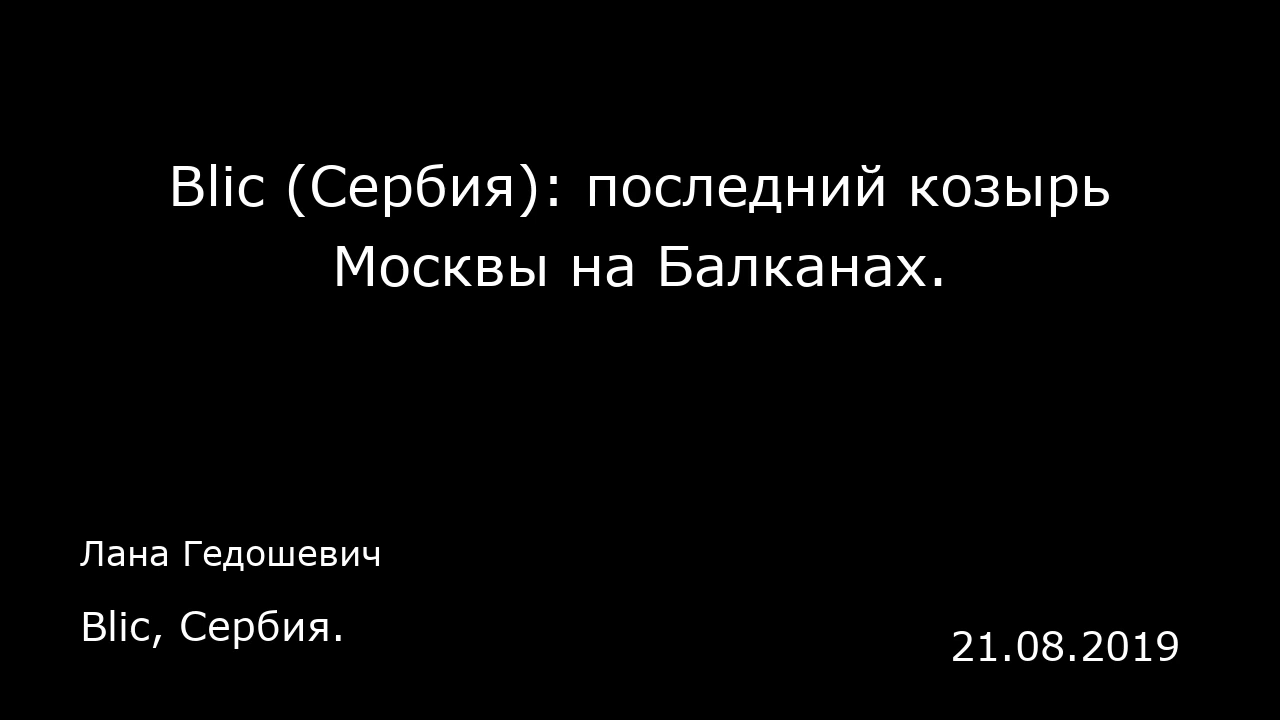 Blic (Сербия): последний козырь
Москвы на Балканах.
Лана Гедошевич
Blic, Сербия.
21.08.2019